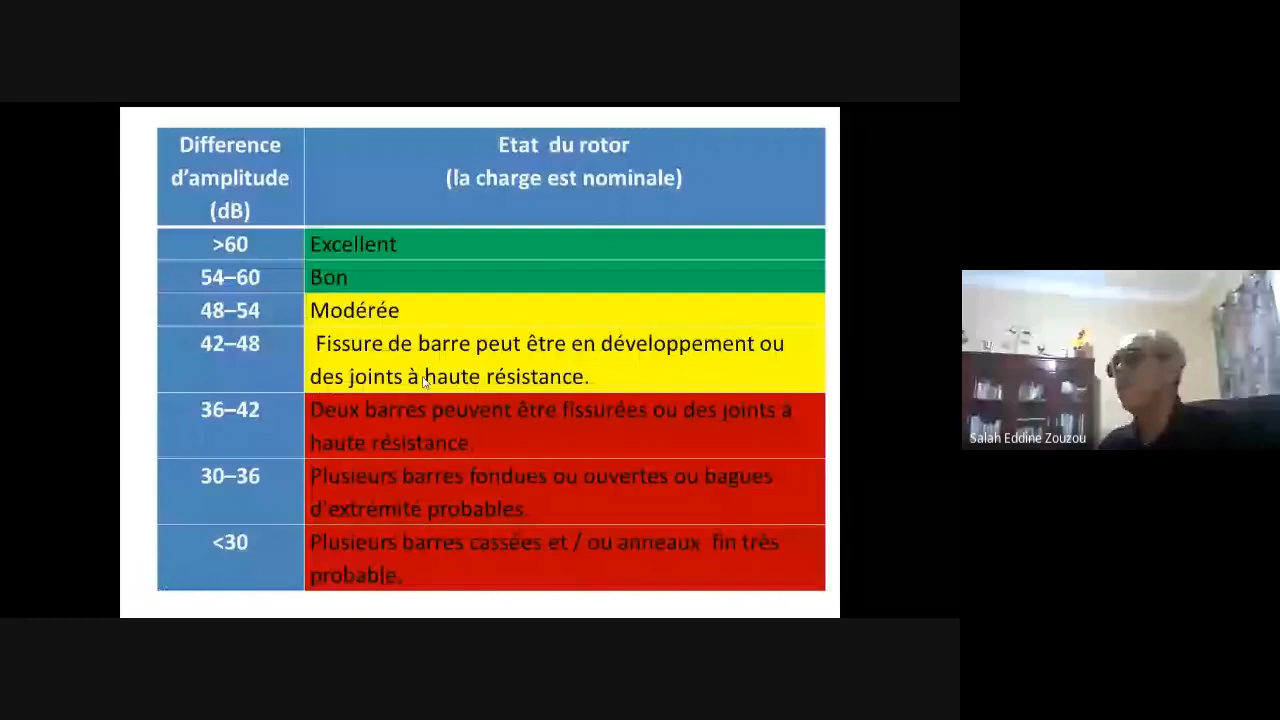 Difference
d'amplitude
(dB)
Etat du rotor
(la charge est nominale)
>60
Excellent
54–60
Bon
48–54
Modérée
42–48
Fissure de barre peut être en développement ou
des joints à haute résistance.
36–42
Deux barres peuvent être fissurées ou des joints à
haute résistance.
30–36
Plusieurs barres fondues ou ouvertes ou bagues
d'extrémité probables.
<30
Plusieurs barres cassées et / ou anneaux fin très
probable.
Salah Eddine Zouzou